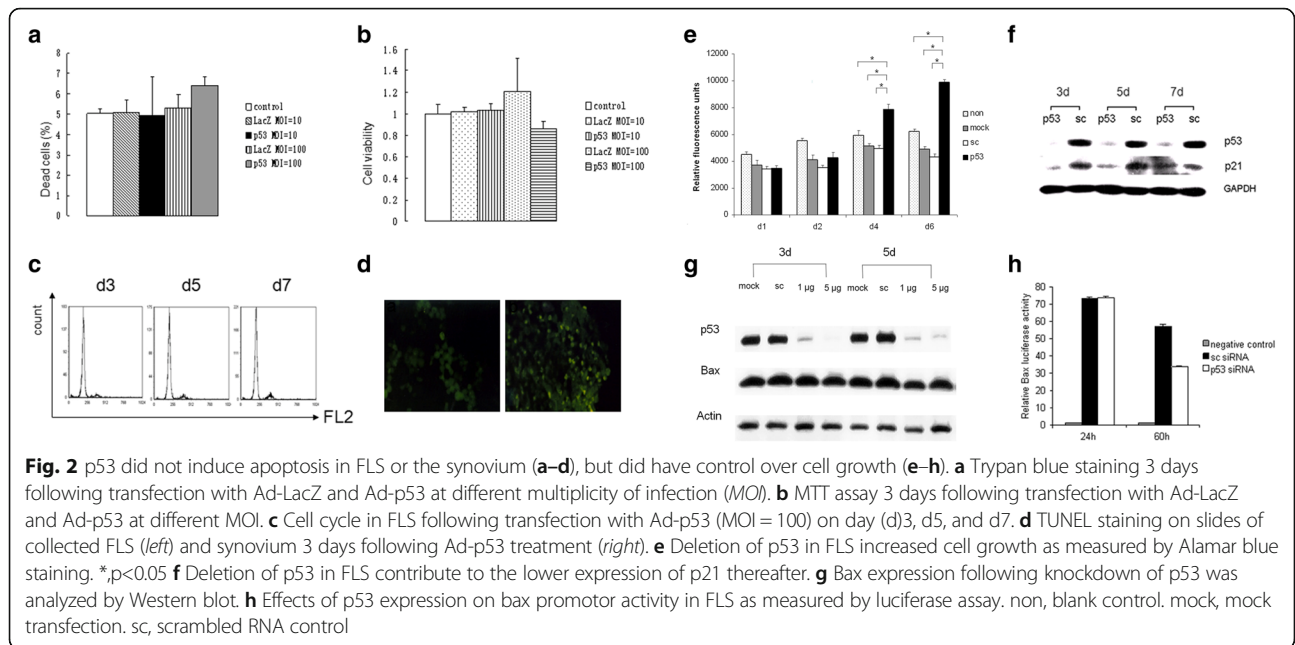 a
Dead cells (%)
8
7
6
5
4
3
2
1
0
control
LacZ MOI=10
p53 MOI=10
LacZ MOI=100
p53 MOI=100
b
Cell viability
1.6
1.4
1.2
1
0.8
0.6
0.4
0.2
0
control
LacZ MOI=10
p53 MOI=10
LacZ MOI=100
p53 MOI=100
e
Relative fluorescence units
12000
10000
8000
6000
4000
2000
0
* * * * * *
d1 d2 d4 d6
non
mock
sc
p53
f
3d 5d 7d
p53 sc p53 sc p53 sc
p53
p21
GAPDH
c
d3 d5 d7
count
FL2
d
g
3d 5d
mock sc 1 µg 5 µg mock sc 1 µg 5 µg
p53
Bax
Actin
h
Relative Bax luciferase activity
80
70
60
50
40
30
20
10
0
24h 60h
negative control
sc siRNA
p53 siRNA
Fig. 2 p53 did not induce apoptosis in FLS or the synovium (a–d), but did have control over cell growth (e–h). a Trypan blue staining 3 days
following transfection with Ad-LacZ and Ad-p53 at different multiplicity of infection (MOI). b MTT assay 3 days following transfection with Ad-LacZ
and Ad-p53 at different MOI. c Cell cycle in FLS following transfection with Ad-p53 (MOI = 100) on day (d)3, d5, and d7. d TUNEL staining on slides of
collected FLS (left) and synovium 3 days following Ad-p53 treatment (right). e Deletion of p53 in FLS increased cell growth as measured by Alamar blue
staining. *,p<0.05 f Deletion of p53 in FLS contribute to the lower expression of p21 thereafter. g Bax expression following knockdown of p53 was
analyzed by Western blot. h Effects of p53 expression on bax promotor activity in FLS as measured by luciferase assay. non, blank control. mock, mock
transfection. sc, scrambled RNA control